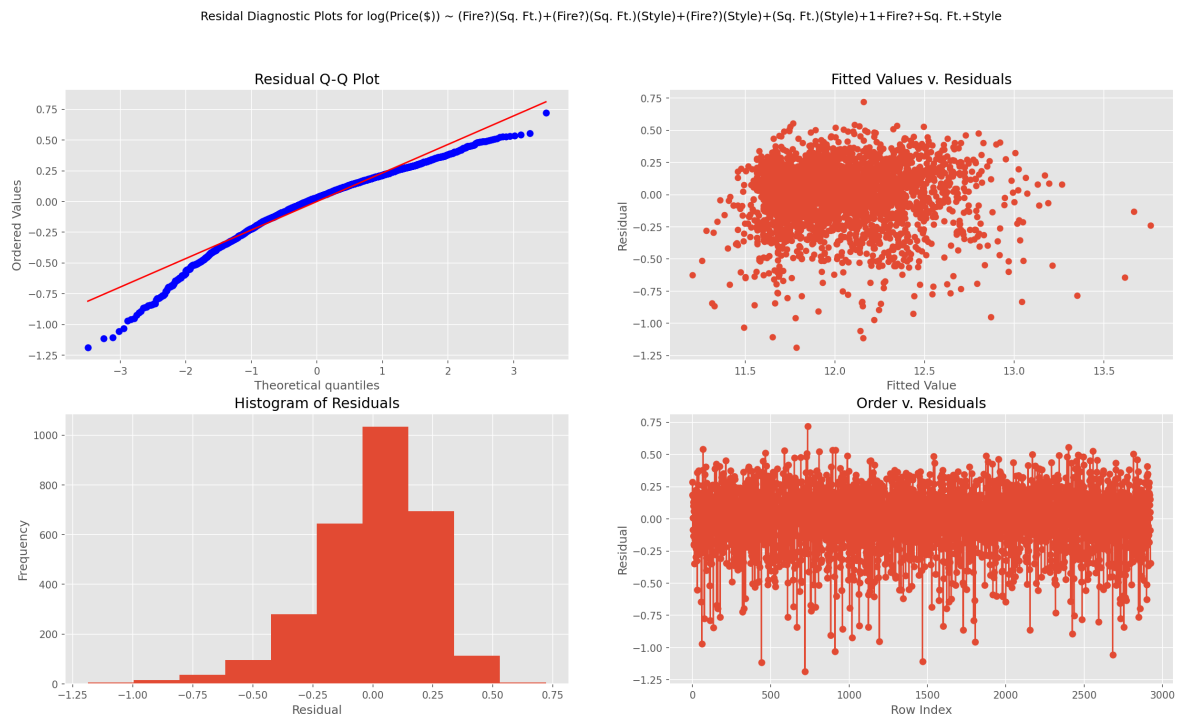 Residal Diagnostic Plots for log(Price($)) ~ (Fire?)(Sq. Ft.)+(Fire?)(Sq. Ft.)(Style)+(Fire?)(Style)+(Sq. Ft.)(Style)+1+Fire?+Sq. Ft.+Style
Residual Q-Q Plot
Ordered Values
0.75
0.50
0.25
0.00
−0.25
−0.50
−0.75
−1.00
−1.25
−3 −2 −1 0 1 2 3
Theoretical quantiles
Fitted Values v. Residuals
Residual
0.75
0.50
0.25
0.00
−0.25
−0.50
−0.75
−1.00
−1.25
11.5 12.0 12.5 13.0 13.5
Fitted Value
Histogram of Residuals
Frequency
1000
800
600
400
200
0
−1.25 −1.00 −0.75 −0.50 −0.25 0.00 0.25 0.50 0.75
Residual
Order v. Residuals
Residual
0.75
0.50
0.25
0.00
−0.25
−0.50
−0.75
−1.00
−1.25
0 500 1000 1500 2000 2500 3000
Row Index